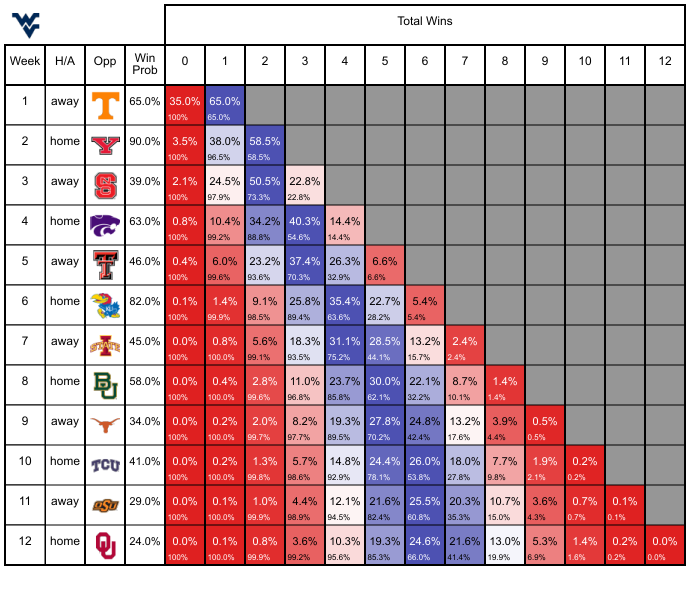 WV
Total Wins
Week H/A Opp Win Prob 0 1 2 3 4 5 6 7 8 9 10 11 12
1 away T 65.0% 35.0% 65.0%
100% 65.0%
2 home Y 90.0% 3.5% 38.0% 58.5%
100% 96.5% 58.5%
3 away S 39.0% 2.1% 24.5% 50.5% 22.8%
100% 97.9% 73.3% 22.8%
4 home 63.0% 0.8% 10.4% 34.2% 40.3% 14.4%
100% 99.2% 88.8% 54.6% 14.4%
5 away T 46.0% 0.4% 6.0% 23.2% 37.4% 26.3% 6.6%
100% 99.6% 93.6% 70.3% 32.9% 6.6%
6 home KU 82.0% 0.1% 1.4% 9.1% 25.8% 35.4% 22.7% 5.4%
100% 99.9% 98.5% 89.4% 63.6% 28.2% 5.4%
7 away STATE 45.0% 0.0% 0.8% 5.6% 18.3% 31.1% 28.5% 13.2% 2.4%
100% 100.0% 99.1% 93.5% 75.2% 44.1% 15.7% 2.4%
8 home BU 58.0% 0.0% 0.4% 2.8% 11.0% 23.7% 30.0% 22.1% 8.7% 1.4%
100% 100.0% 99.6% 96.8% 85.8% 62.1% 32.2% 10.1% 1.4%
9 away 34.0% 0.0% 0.2% 2.0% 8.2% 19.3% 27.8% 24.8% 13.2% 3.9% 0.5%
100% 100.0% 99.7% 97.7% 89.5% 70.2% 42.4% 17.6% 4.4% 0.5%
10 home TCU 41.0% 0.0% 0.2% 1.3% 5.7% 14.8% 24.4% 26.0% 18.0% 7.7% 1.9% 0.2%
100% 100.0% 99.8% 98.6% 92.9% 78.1% 53.8% 27.8% 9.8% 2.1% 0.2%
11 away OSU 29.0% 0.0% 0.1% 1.0% 4.4% 12.1% 21.6% 25.5% 20.3% 10.7% 3.6% 0.7% 0.1%
100% 100.0% 99.9% 98.9% 94.5% 82.4% 60.8% 35.3% 15.0% 4.3% 0.7% 0.1%
12 home OU 24.0% 0.0% 0.1% 0.8% 3.6% 10.3% 19.3% 24.6% 21.6% 13.0% 5.3% 1.4% 0.2% 0.0%
100% 100.0% 99.9% 99.2% 95.6% 85.3% 66.0% 41.4% 19.9% 6.9% 1.6% 0.2% 0.0%